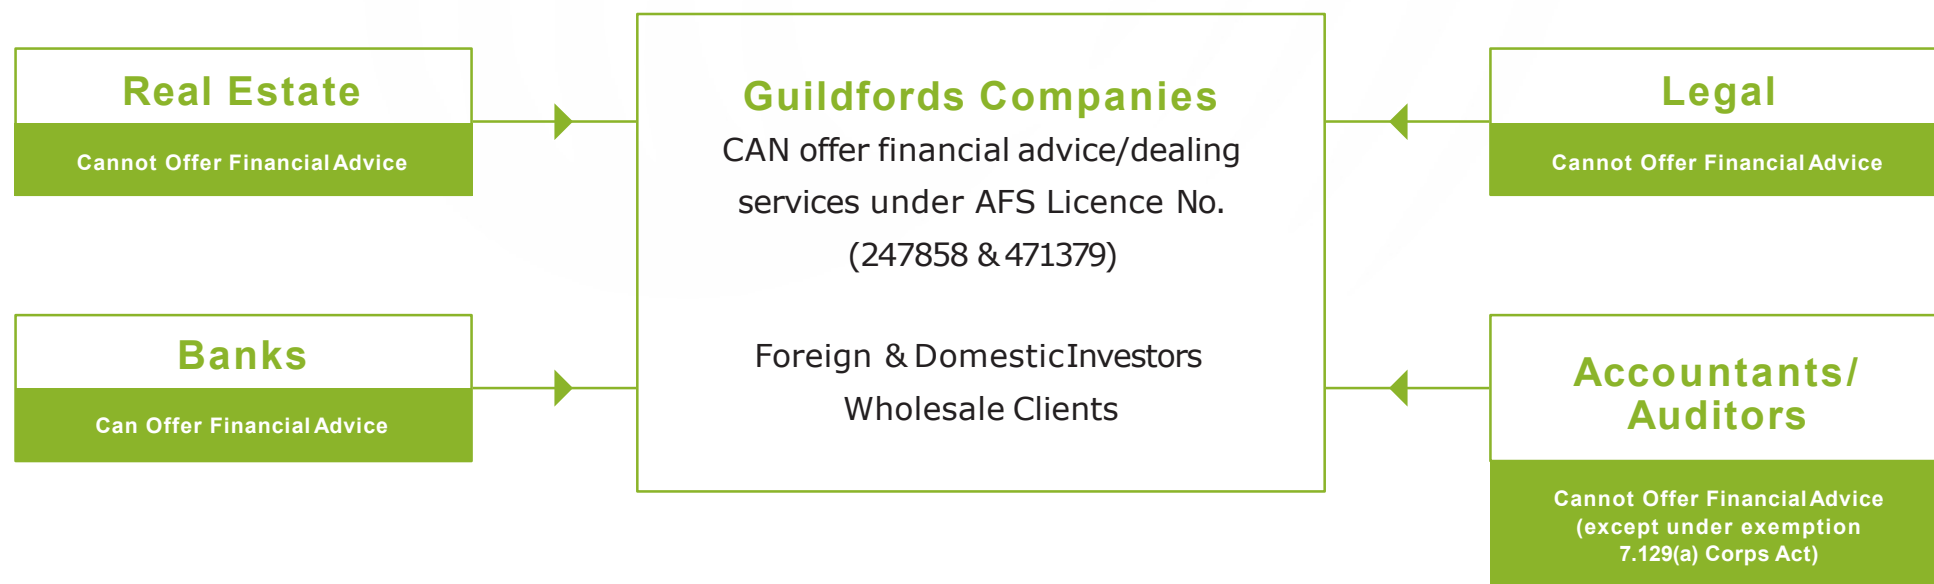 Real Estate
Cannot Offer Financial Advice
Banks
Can Offer Financial Advice
Guildfords Companies
CAN offer financial advice/dealing
services under AFS Licence No.
(247858 & 471379)
Foreign & Domestic Investors
Wholesale Clients
Legal
Cannot Offer Financial Advice
Accountants/
Auditors
Cannot Offer Financial Advice
(except under exemption
7.129(a) Corps Act)